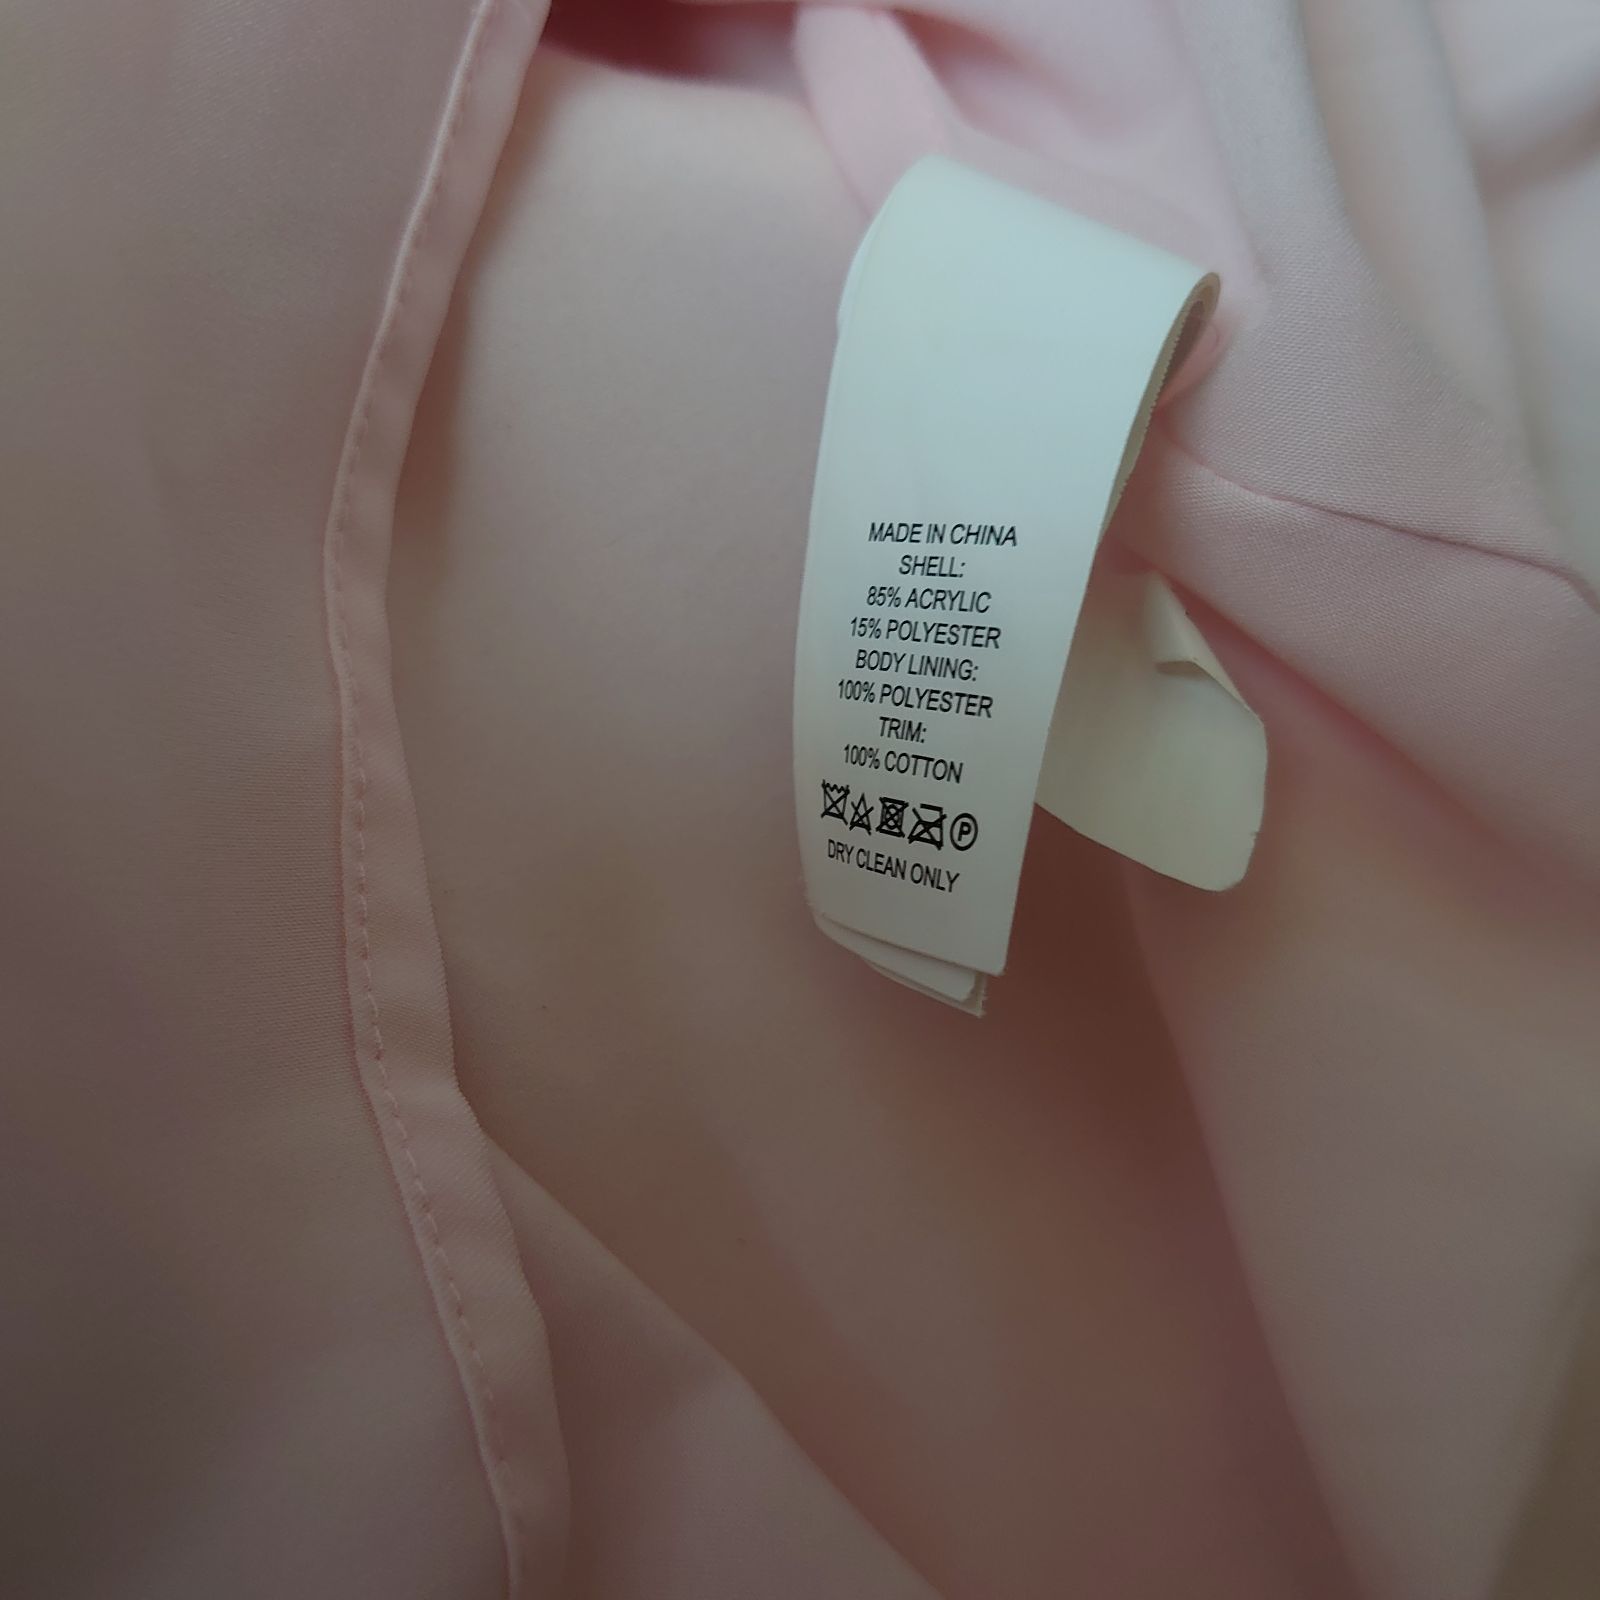 MADE IN CHINA
SHELL:
85% ACRYLIC
15% POLYESTER
BODY LINING:
100% POLYESTER
TRIM:
100% COTTON
P
DRY CLEAN ONLY